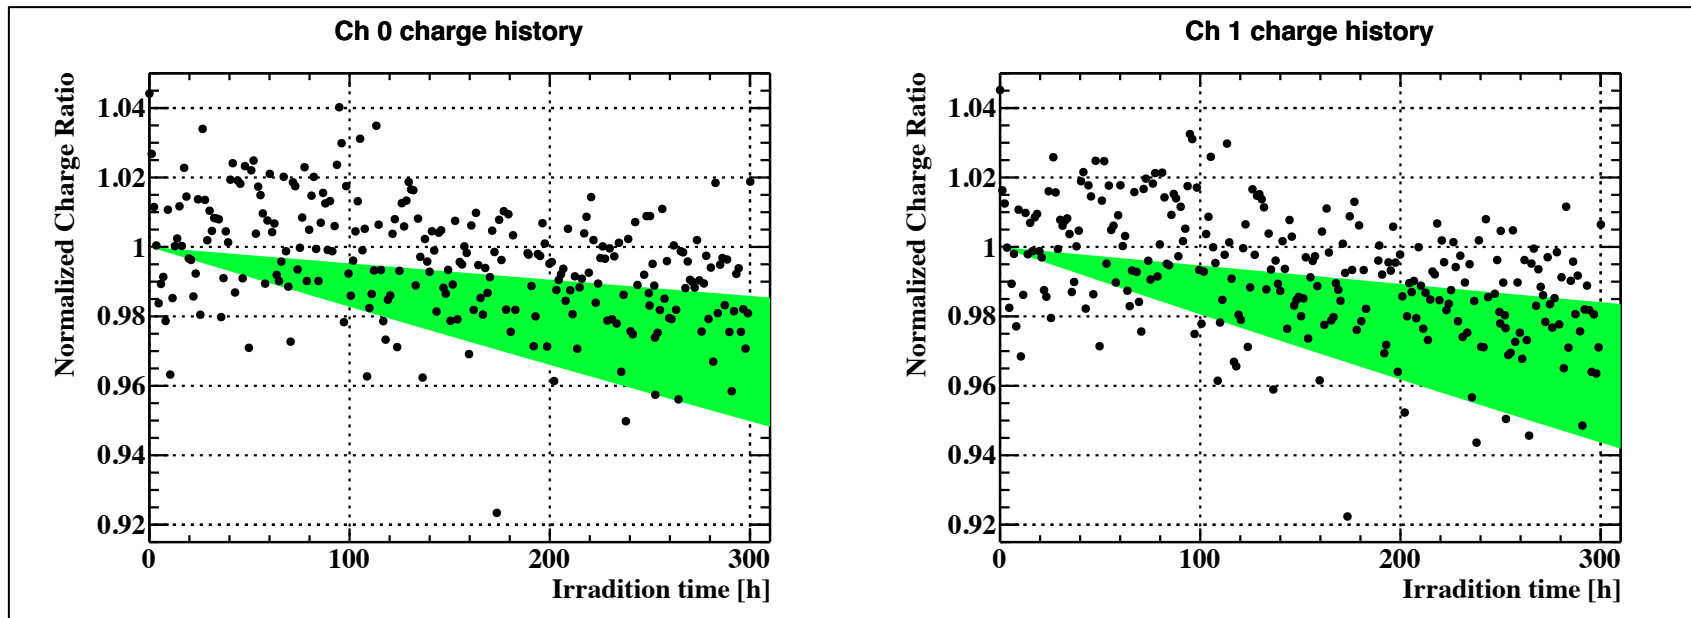 Ch 0 charge history
Normalized Charge Ratio
1.04
1.02
1
0.98
0.96
0.94
0.92
0 100 200 300
Irradition time [h]
Ch 1 charge history
Normalized Charge Ratio
1.04
1.02
1
0.98
0.96
0.94
0.92
0 100 200 300
Irradition time [h]